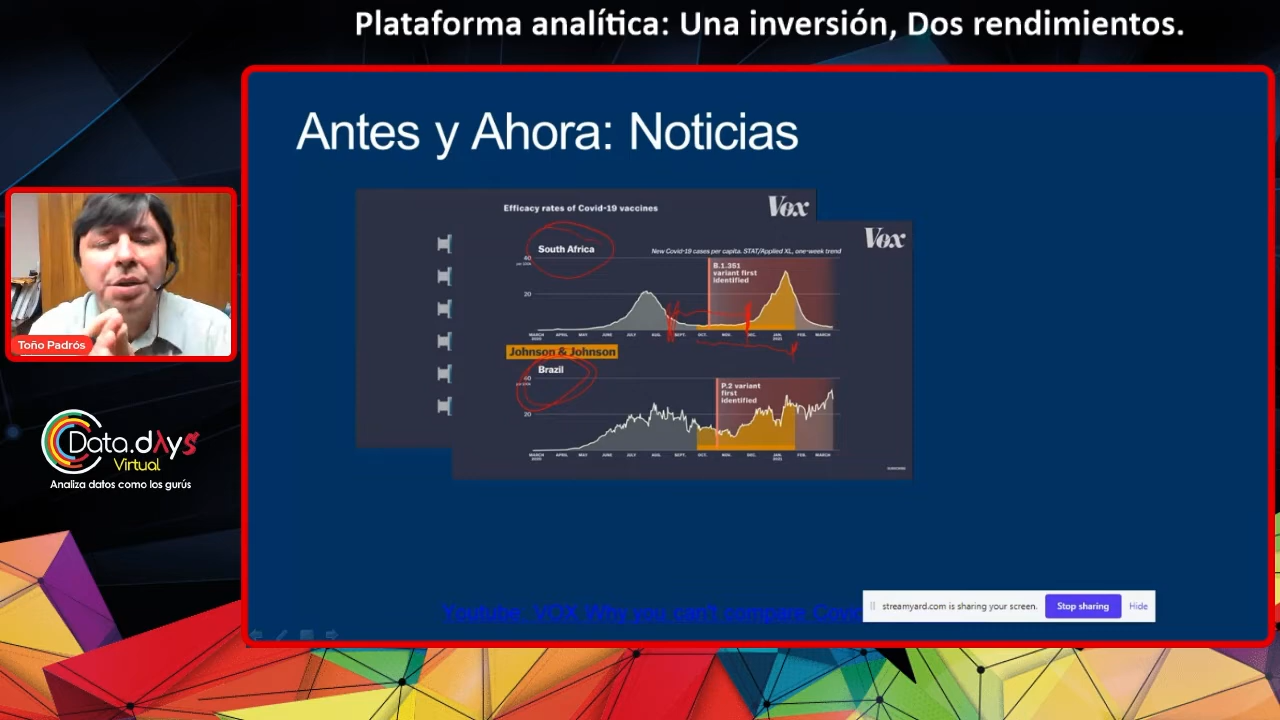 Plataforma analítica: Una inversión, Dos rendimientos.
Antes y Ahora: Noticias
Efficacy rates of Covid-19 vaccines
Vox
Vox
South Africa
New Covid-19 cases per capita. STAT/Applied XL, one-week trend
40
20
B.1.351
variant first
identified
MARCH 2020 APRIL MAY JUNE JULY AUG. SEPT. OCT. NOV. DEC. JAN. 2021 FEB. MARCH
Johnson & Johnson
Brazil
40
20
P.2 variant
first
identified
MARCH 2020 APRIL MAY JUNE JULY AUG. SEPT. OCT. NOV. DEC. JAN. 2021 FEB. MARCH
Toño Padrós
Data.dAys
Virtual
Analiza datos como los gurús
Youtube: VOX Why you can't compare Covi
streamyard.com is sharing your screen.
Stop sharing
Hide